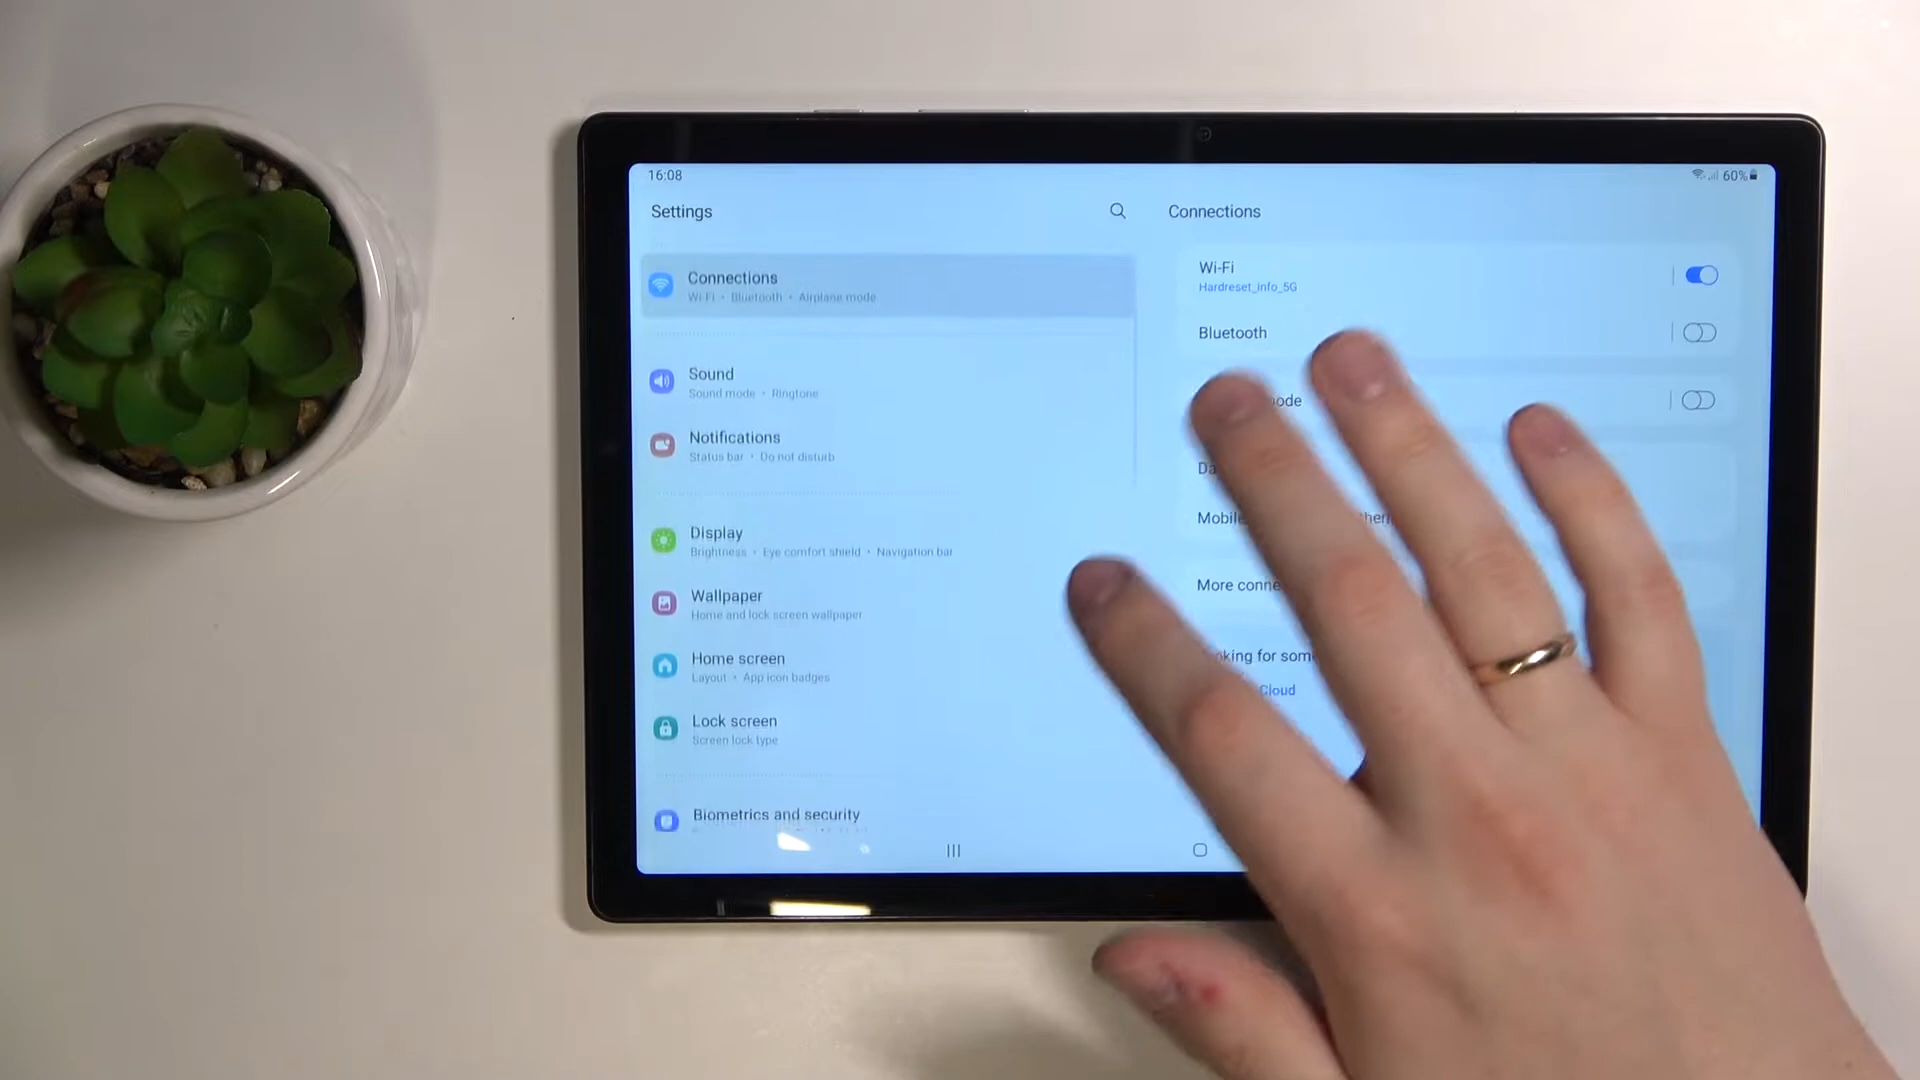 16:08
60%
Settings
Connections
Wi-Fi • Bluetooth • Airplane mode
Sound
Sound mode • Ringtone
Notifications
Status bar • Do not disturb
Display
Brightness • Eye comfort shield • Navigation bar
Wallpaper
Home and lock screen wallpaper
Home screen
Layout • App icon badges
Lock screen
Screen lock type
Biometrics and security
Connections
Wi-Fi
Hardreset_info_5G
Bluetooth
ode
Da
Mobile
More conne
king for som
Cloud